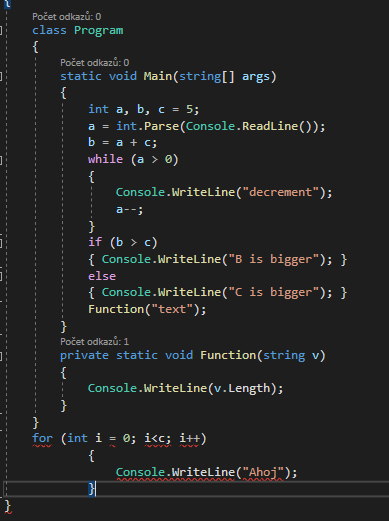 {
Počet odkazů: 0
class Program
{
Počet odkazů: 0
static void Main(string[] args)
{
int a, b, c = 5;
a = int.Parse(Console.ReadLine());
b = a + c;
while (a > 0)
{
Console.WriteLine("decrement");
a--;
}
if (b > c)
{ Console.WriteLine("B is bigger"); }
else
{ Console.WriteLine("C is bigger"); }
Function("text");
}
Počet odkazů: 1
private static void Function(string v)
{
Console.WriteLine(v.Length);
}
}
for (int i = 0; i<c; i++)
{
Console.WriteLine("Ahoj");
}
}